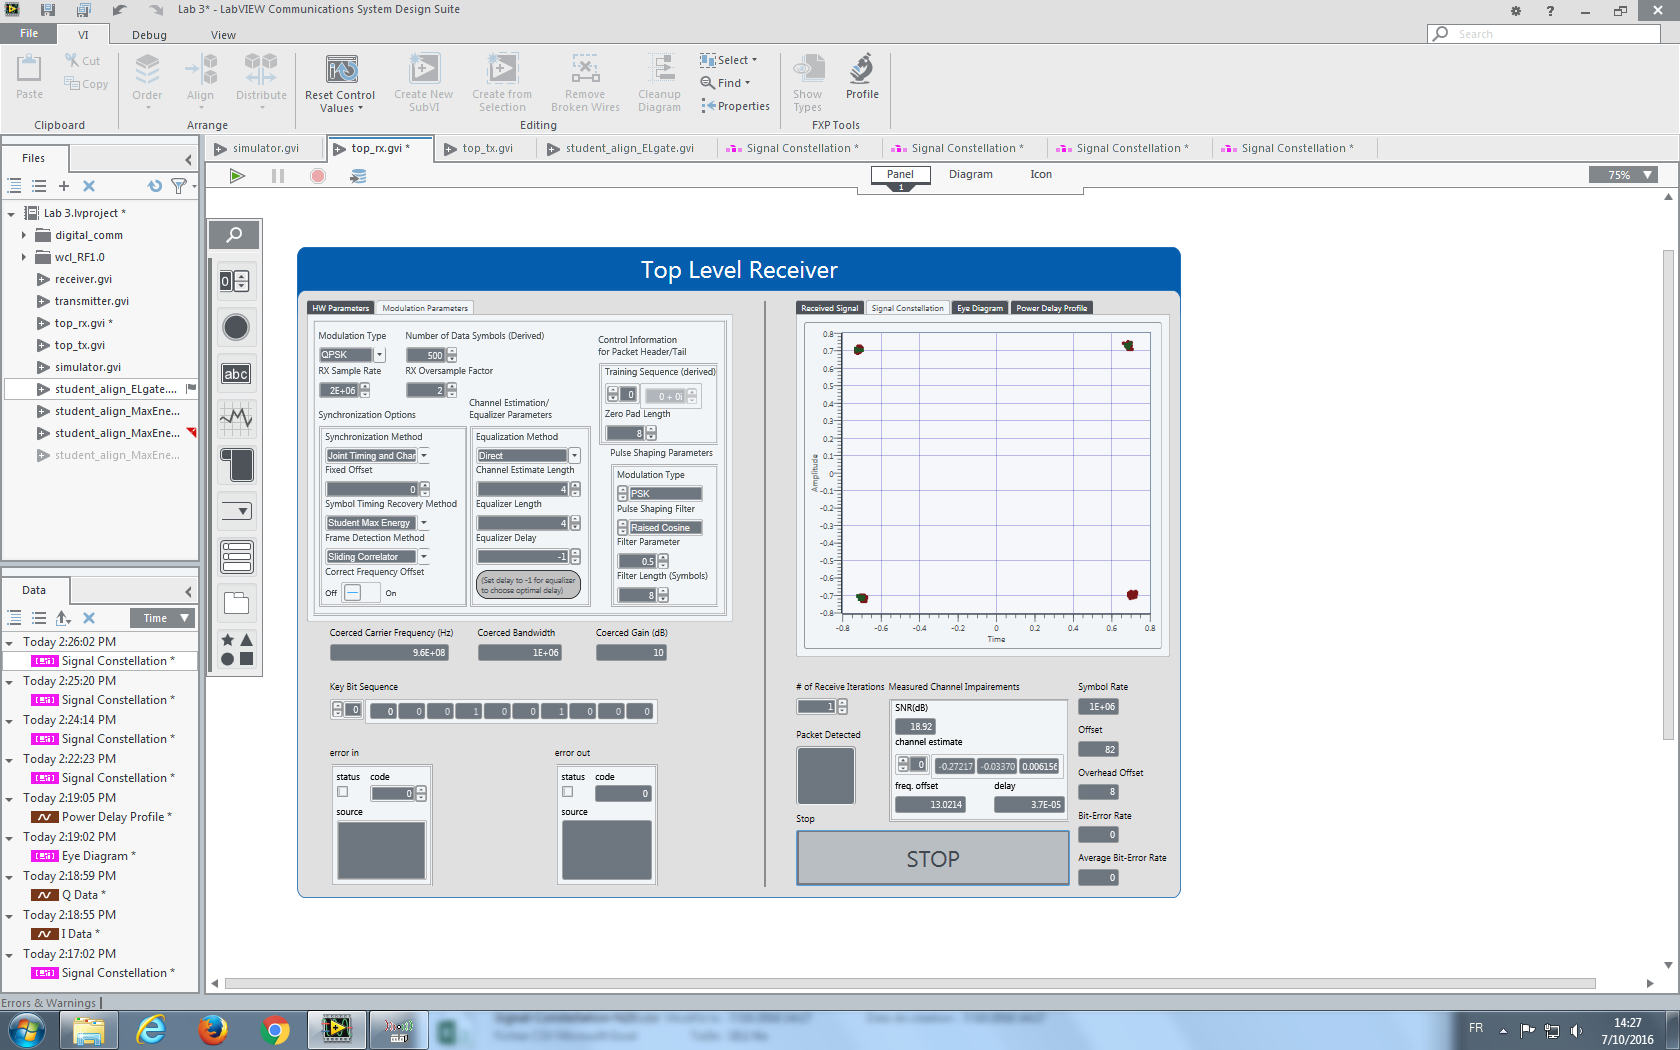 Lab 3* - LabVIEW Communications System Design Suite
File
VI
Debug
View
Search
Paste
Cut
Copy
Clipboard
Order
Align
Distribute
Arrange
Reset Control
Values
Create New
SubVI
Create from
Selection
Remove
Broken Wires
Cleanup
Diagram
Select
Find
Properties
Editing
Show
Types
Profile
FXP Tools
Files
simulator.gvi
top_rx.gvi *
top_tx.gvi
student_align_ELgate.gvi
Signal Constellation *
Signal Constellation *
Signal Constellation *
Signal Constellation *
Panel
1
Diagram
Icon
75%
Lab 3.lvproject *
digital_comm
wcl_RF1.0
receiver.gvi
transmitter.gvi
top_rx.gvi *
top_tx.gvi
simulator.gvi
student_align_ELgate....
student_align_MaxEne...
student_align_MaxEne...
student_align_MaxEne...
Data
Time
Today 2:26:02 PM
Signal Constellation *
Today 2:25:20 PM
Signal Constellation *
Today 2:24:14 PM
Signal Constellation *
Today 2:22:23 PM
Signal Constellation *
Today 2:19:05 PM
Power Delay Profile *
Today 2:19:02 PM
Eye Diagram *
Today 2:18:59 PM
Q Data *
Today 2:18:55 PM
I Data *
Today 2:17:02 PM
Signal Constellation *
Errors & Warnings
0
abc
Top Level Receiver
HW Parameters
Modulation Parameters
Modulation Type
QPSK
Number of Data Symbols (Derived)
500
RX Sample Rate
2E+06
RX Oversample Factor
2
Control Information
for Packet Header/Tail
Training Sequence (derived)
0
0 + 0i
Zero Pad Length
8
Synchronization Options
Synchronization Method
Joint Timing and Char
Fixed Offset
0
Symbol Timing Recovery Method
Student Max Energy
Frame Detection Method
Sliding Correlator
Correct Frequency Offset
Off
On
Channel Estimation/
Equalizer Parameters
Equalization Method
Direct
Channel Estimate Length
4
Equalizer Length
4
Equalizer Delay
-1
(Set delay to -1 for equalizer
to choose optimal delay)
Pulse Shaping Parameters
Modulation Type
PSK
Pulse Shaping Filter
Raised Cosine
Filter Parameter
0.5
Filter Length (Symbols)
8
Coerced Carrier Frequency (Hz)
9.6E+08
Coerced Bandwidth
1E+06
Coerced Gain (dB)
10
Key Bit Sequence
0
0 0 0 1 0 0 1 0 0 0
error in
status
code
0
source
error out
status
code
0
source
Received Signal
Signal Constellation
Eye Diagram
Power Delay Profile
0.8
0.7
0.6
0.5
0.4
0.3
0.2
0.1
0
-0.1
-0.2
-0.3
-0.4
-0.5
-0.6
-0.7
-0.8
Amplitude
-0.8 -0.6 -0.4 -0.2 0 0.2 0.4 0.6 0.8
Time
# of Receive Iterations
1
Packet Detected
Stop
STOP
Measured Channel Impairements
SNR(dB)
18.92
channel estimate
0
-0.27217
-0.03370
0.006156
freq. offset
13.0214
delay
3.7E-05
Symbol Rate
1E+06
Offset
82
Overhead Offset
8
Bit-Error Rate
0
Average Bit-Error Rate
0
FR
14:27
7/10/2016